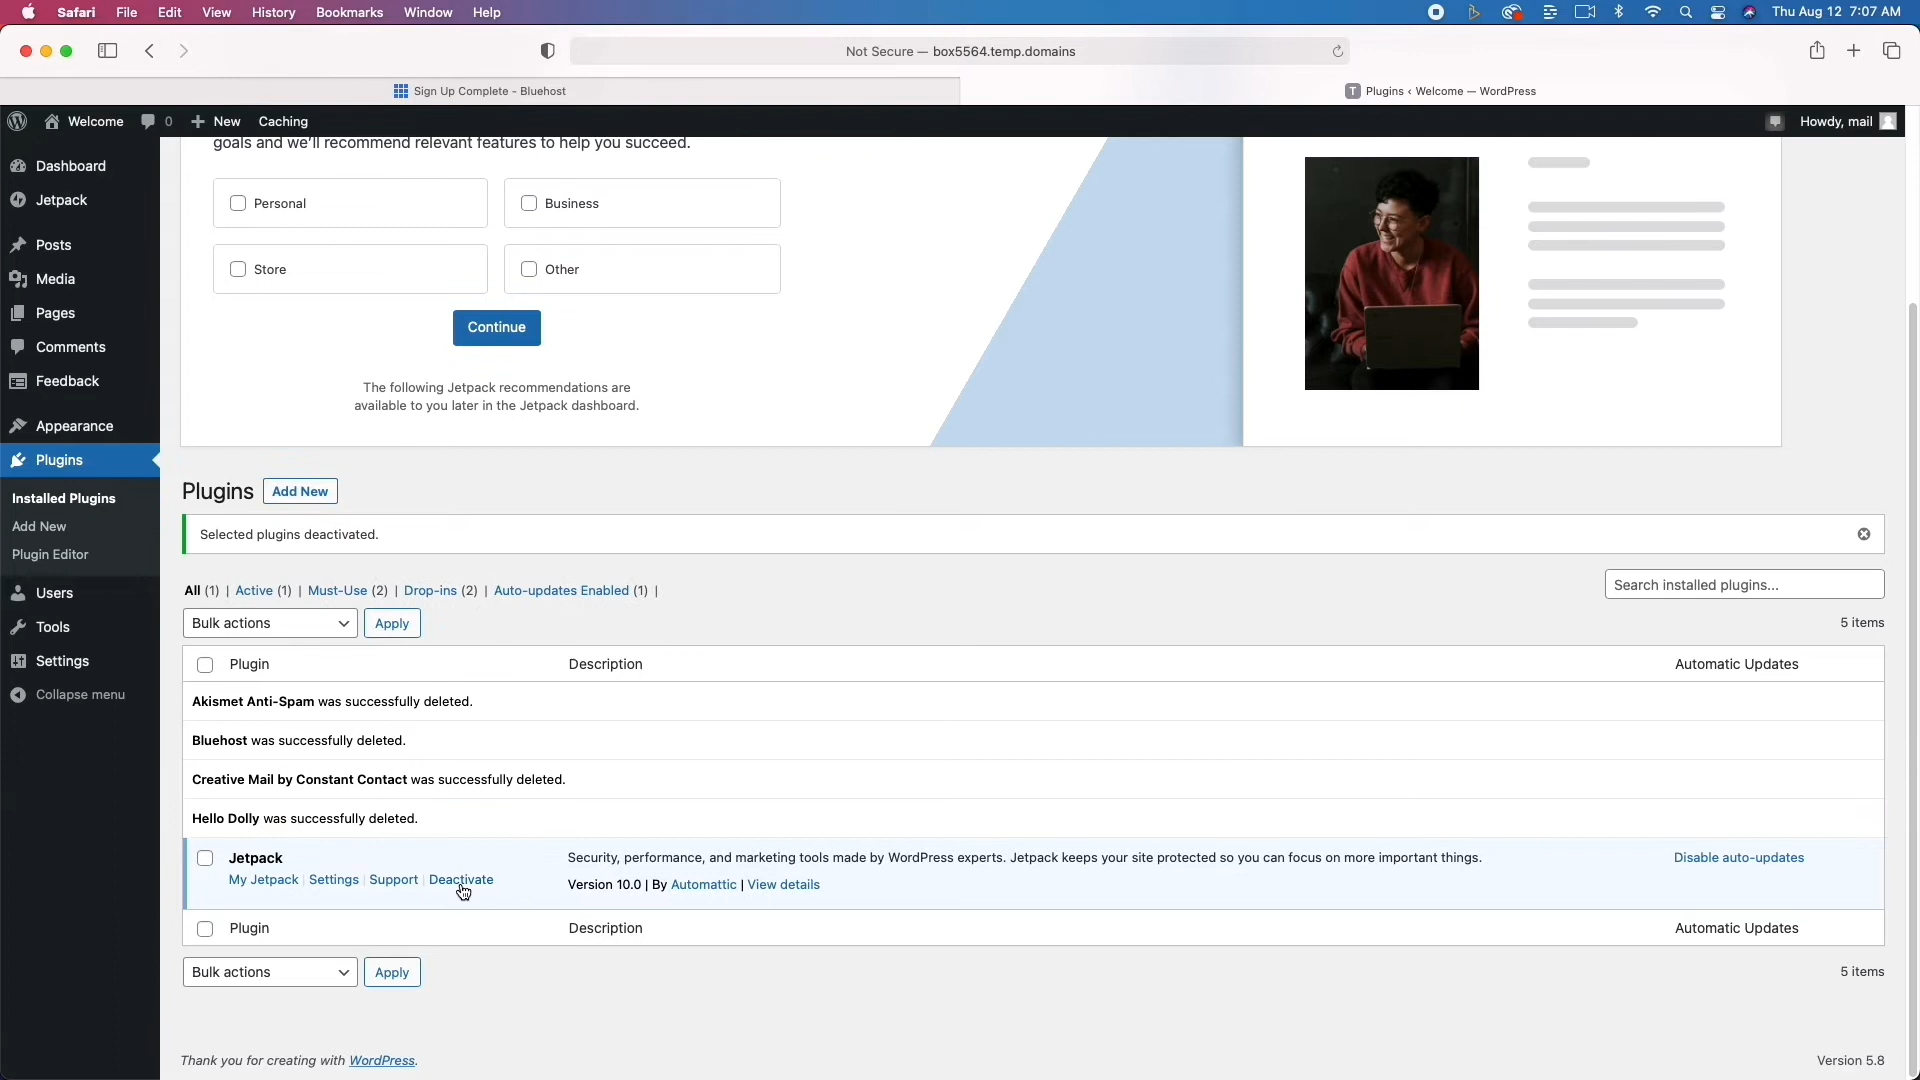 Safari File Edit View History Bookmarks Window Help Thu Aug 12 7:07 AM
Not Secure — box5564.temp.domains
Sign Up Complete - Bluehost
T Plugins ‹ Welcome — WordPress
Welcome 0 New Caching Howdy, mail
goals and we'll recommend relevant features to help you succeed.
Personal
Business
Store
Other
Continue
The following Jetpack recommendations are
available to you later in the Jetpack dashboard.
Dashboard
Jetpack
Posts
Media
Pages
Comments
Feedback
Appearance
Plugins
Installed Plugins
Add New
Plugin Editor
Users
Tools
Settings
Collapse menu
Plugins Add New
Selected plugins deactivated.
All (1) | Active (1) | Must-Use (2) | Drop-ins (2) | Auto-updates Enabled (1) |
Search installed plugins...
Bulk actions Apply 5 items
Plugin Description Automatic Updates
Akismet Anti-Spam was successfully deleted.
Bluehost was successfully deleted.
Creative Mail by Constant Contact was successfully deleted.
Hello Dolly was successfully deleted.
Jetpack Security, performance, and marketing tools made by WordPress experts. Jetpack keeps your site protected so you can focus on more important things. Disable auto-updates
My Jetpack | Settings | Support | Deactivate Version 10.0 | By Automattic | View details
Plugin Description Automatic Updates
Bulk actions Apply 5 items
Thank you for creating with WordPress. Version 5.8